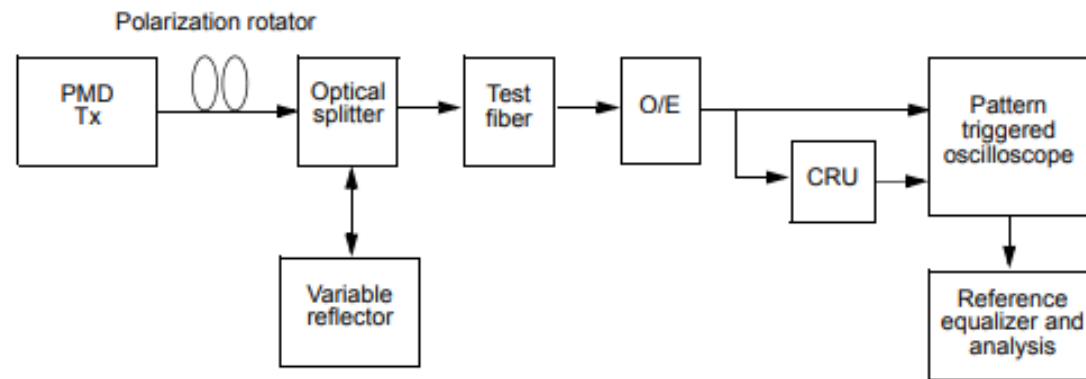 Polarization rotator
PMD
Tx
Optical
splitter
Test
fiber
O/E
Pattern
triggered
oscilloscope
CRU
Variable
reflector
Reference
equalizer and
analysis